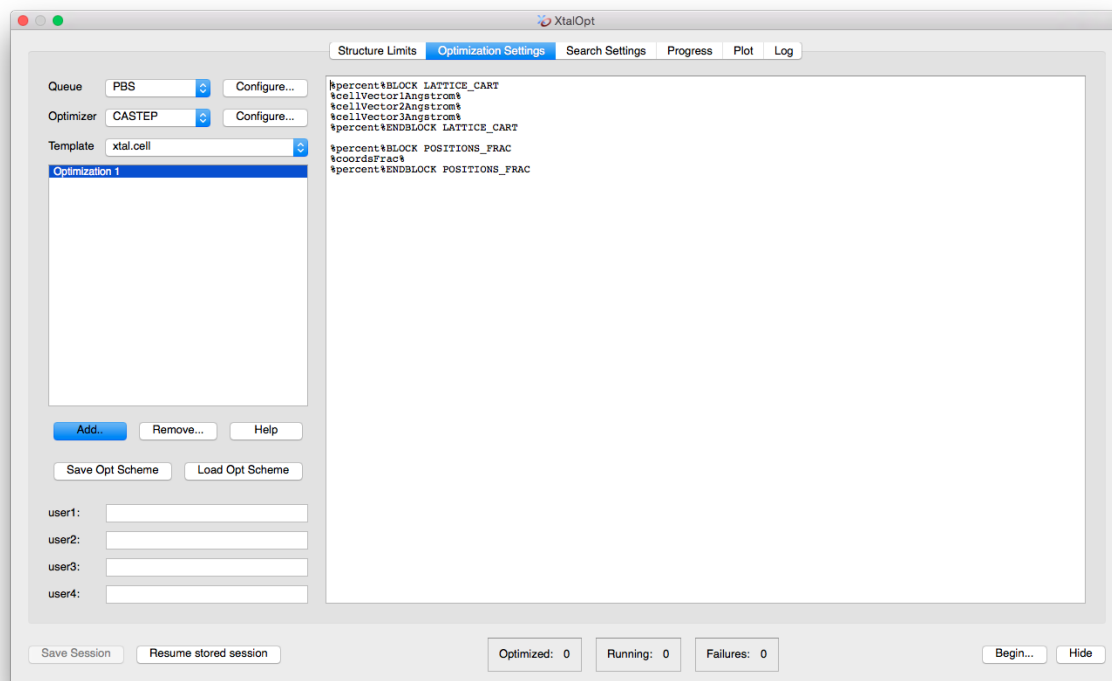 XtalOpt
Structure Limits Optimization Settings Search Settings Progress Plot Log
Queue PBS Configure...
Optimizer CASTEP Configure...
Template xtal.cell
Optimization 1
Add.. Remove... Help
Save Opt Scheme Load Opt Scheme
user1:
user2:
user3:
user4:
%percent%BLOCK LATTICE_CART
%cellVector1Angstrom%
%cellVector2Angstrom%
%cellVector3Angstrom%
%percent%ENDBLOCK LATTICE_CART
%percent%BLOCK POSITIONS_FRAC
%coordsFrac%
%percent%ENDBLOCK POSITIONS_FRAC
Save Session Resume stored session Optimized: 0 Running: 0 Failures: 0 Begin... Hide